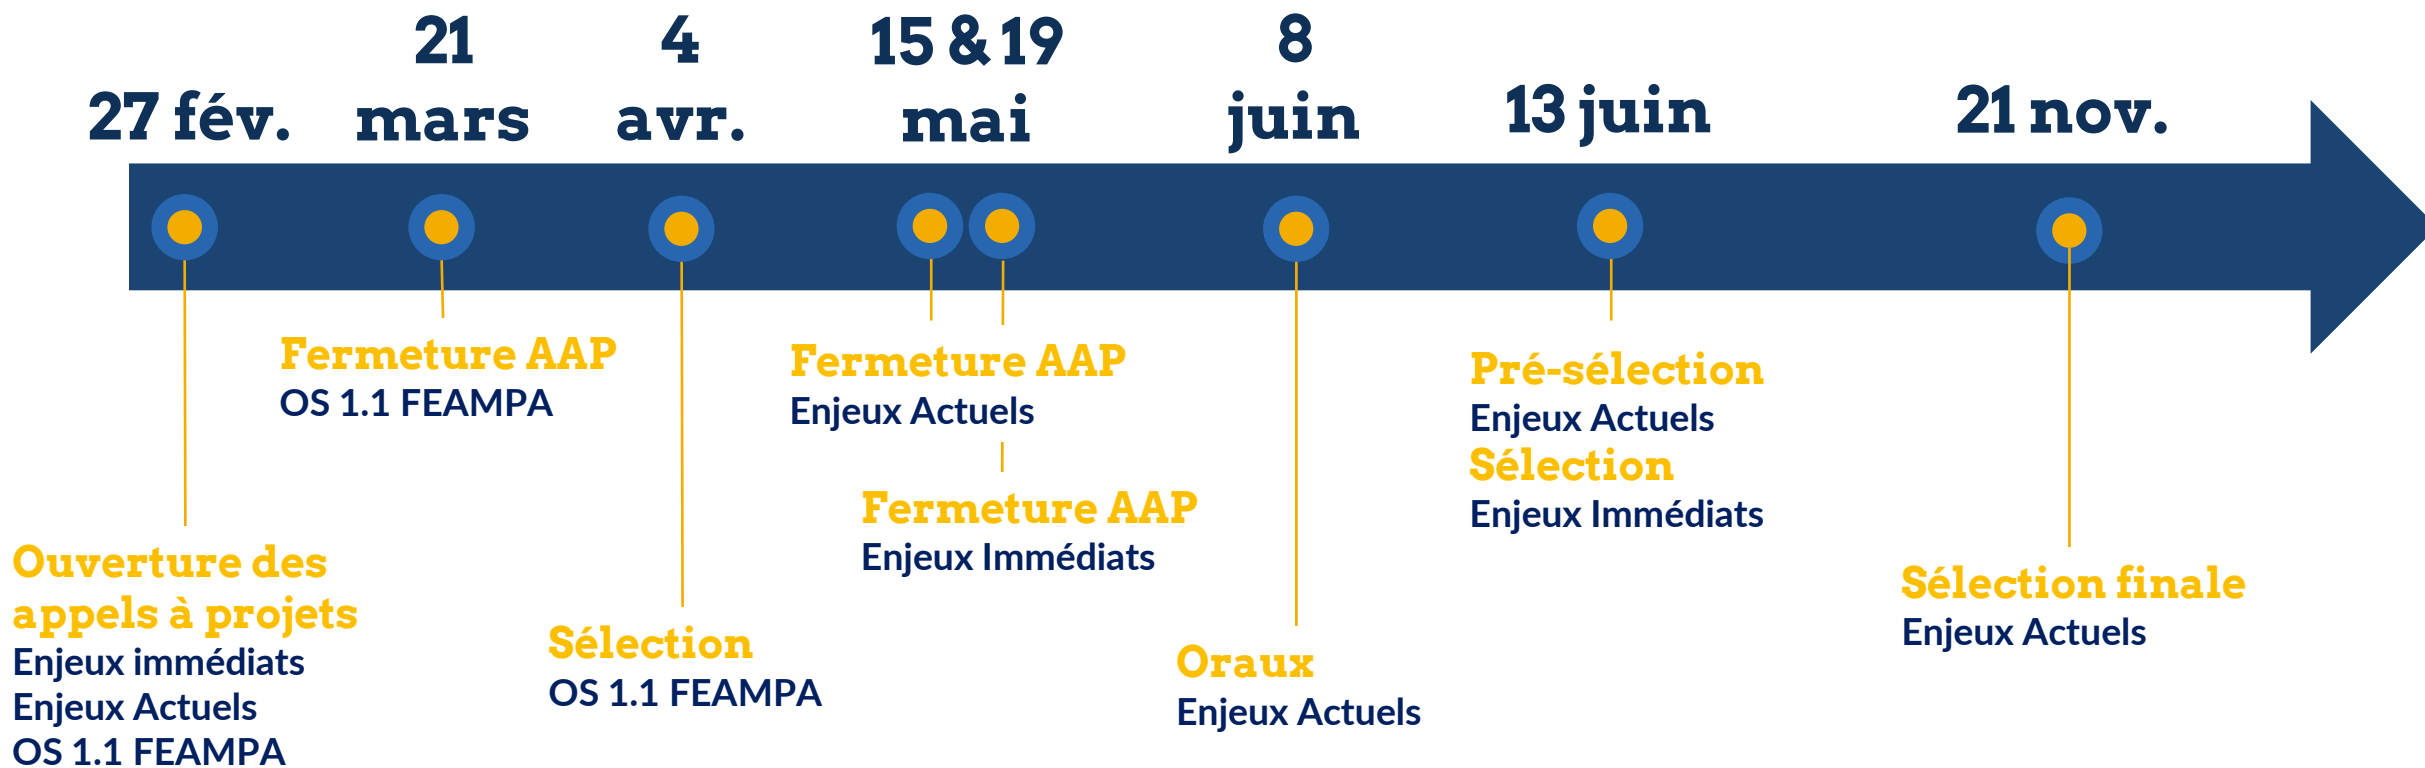 27 fév.
21
mars
4
avr.
15 & 19
mai
8
juin
13 juin
21 nov.
Ouverture des
appels à projets
Enjeux immédiats
Enjeux Actuels
OS 1.1 FEAMPA
Fermeture AAP
OS 1.1 FEAMPA
Sélection
OS 1.1 FEAMPA
Fermeture AAP
Enjeux Actuels
Fermeture AAP
Enjeux Immédiats
Oraux
Enjeux Actuels
Pré-sélection
Enjeux Actuels
Sélection
Enjeux Immédiats
Sélection finale
Enjeux Actuels